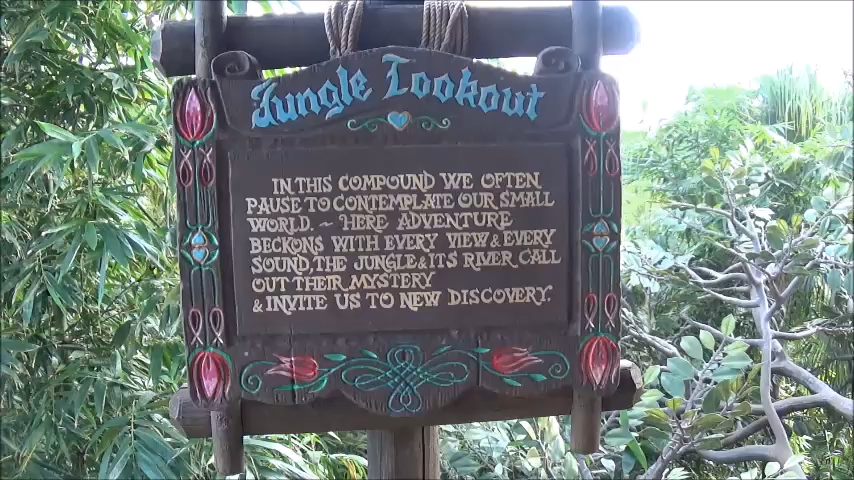 Jungle Lookout
IN THIS COMPOUND WE OFTEN
PAUSE TO CONTEMPLATE OUR SMALL
WORLD. ~ HERE ADVENTURE
BECKONS WITH EVERY VIEW & EVERY
SOUND, THE JUNGLE & ITS RIVER CALL
OUT THEIR MYSTERY
& INVITE US TO NEW DISCOVERY.